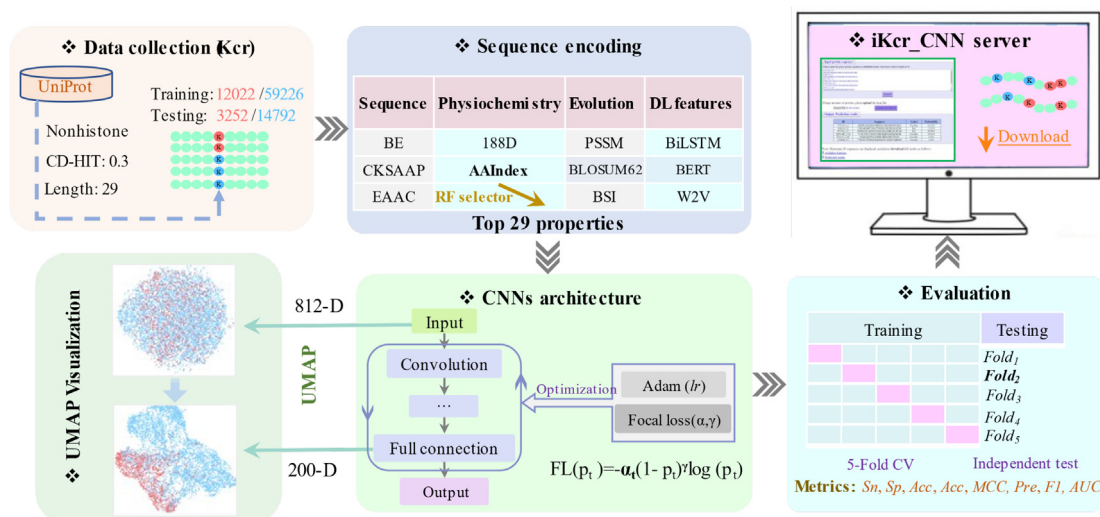 ❖ Data collection (Kcr)
UniProt
Training: 12022 /59226
Testing: 3252 /14792
Nonhistone
CD-HIT: 0.3
Length: 29
K
K
K
K
K
❖ Sequence encoding
Sequence Physiochemistry Evolution DL features
BE 188D PSSM BiLSTM
CKSAAP AAIndex BLOSUM62 BERT
EAAC RF selector BSI W2V
Top 29 properties
❖ iKcr_CNN server
K K K
K K K
Download
❖ UMAP Visualization
812-D
UMAP
200-D
❖ CNNs architecture
Input
Convolution
...
Full connection
Output
Optimization
Adam (lr)
Focal loss(α,γ)
FL(pt )=-αt(1- pt)γlog (pt)
❖ Evaluation
Training Testing
Fold1
Fold2
Fold3
Fold4
Fold5
5-Fold CV Independent test
Metrics: Sn, Sp, Acc, Acc, MCC, Pre, F1, AUC